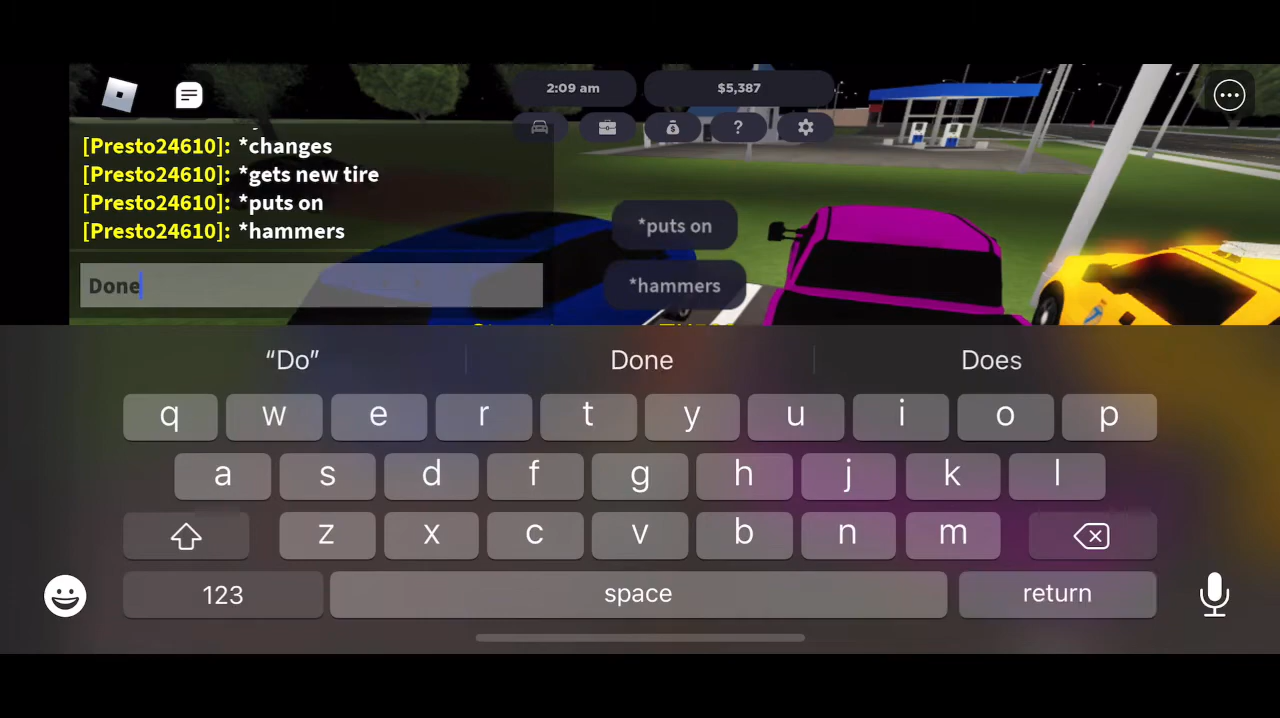 2:09 am
$5,387
?
[Presto24610]: *changes
[Presto24610]: *gets new tire
[Presto24610]: *puts on
[Presto24610]: *hammers
*puts on
*hammers
Done
“Do”
Done
Does
q w e r t y u i o p
a s d f g h j k l
z x c v b n m
123
space
return